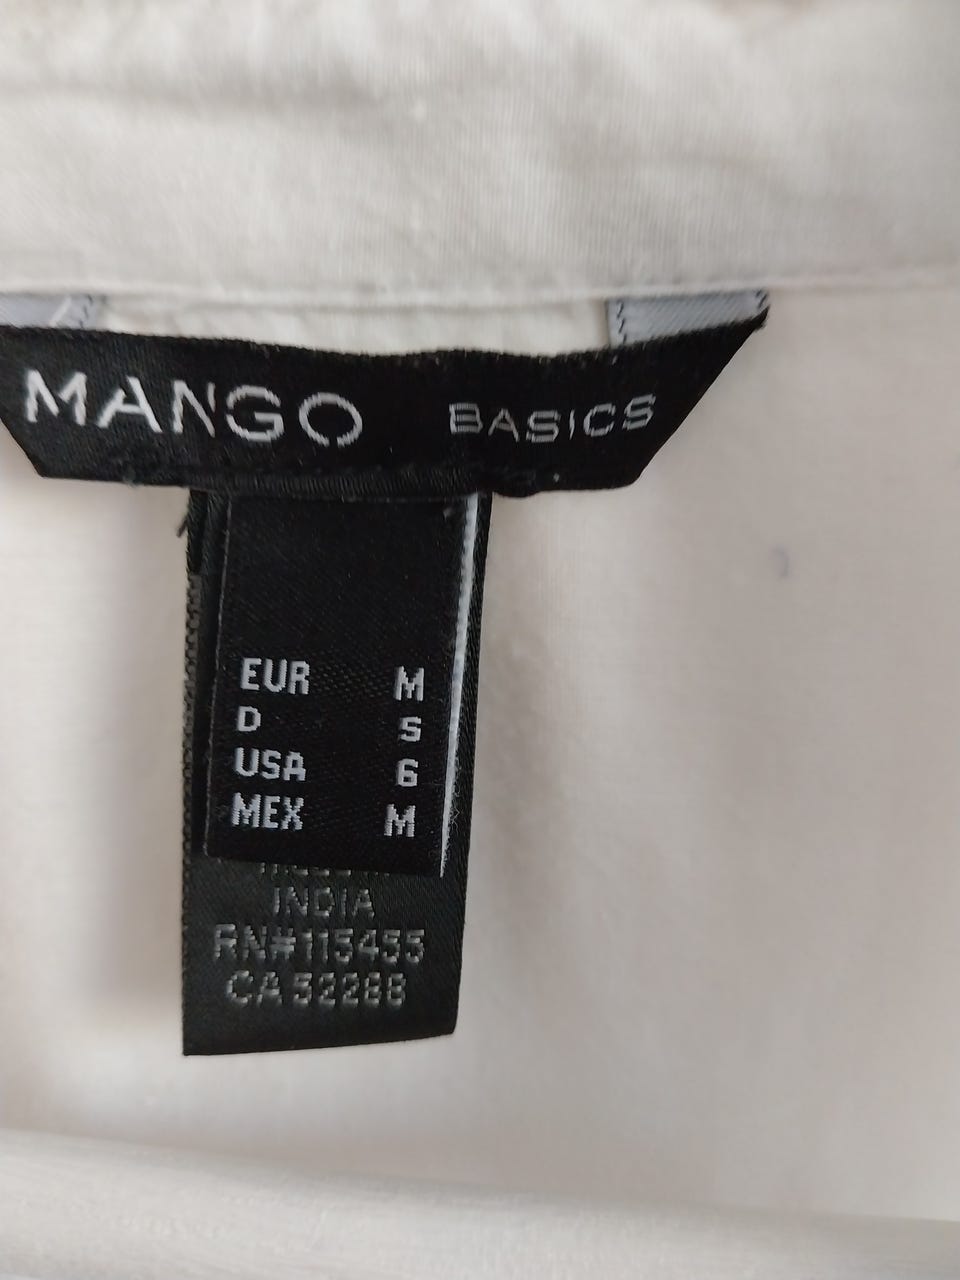 MANGO BASICS
EUR M
D S
USA 6
MEX M
INDIA
RN#115455
CA 52288